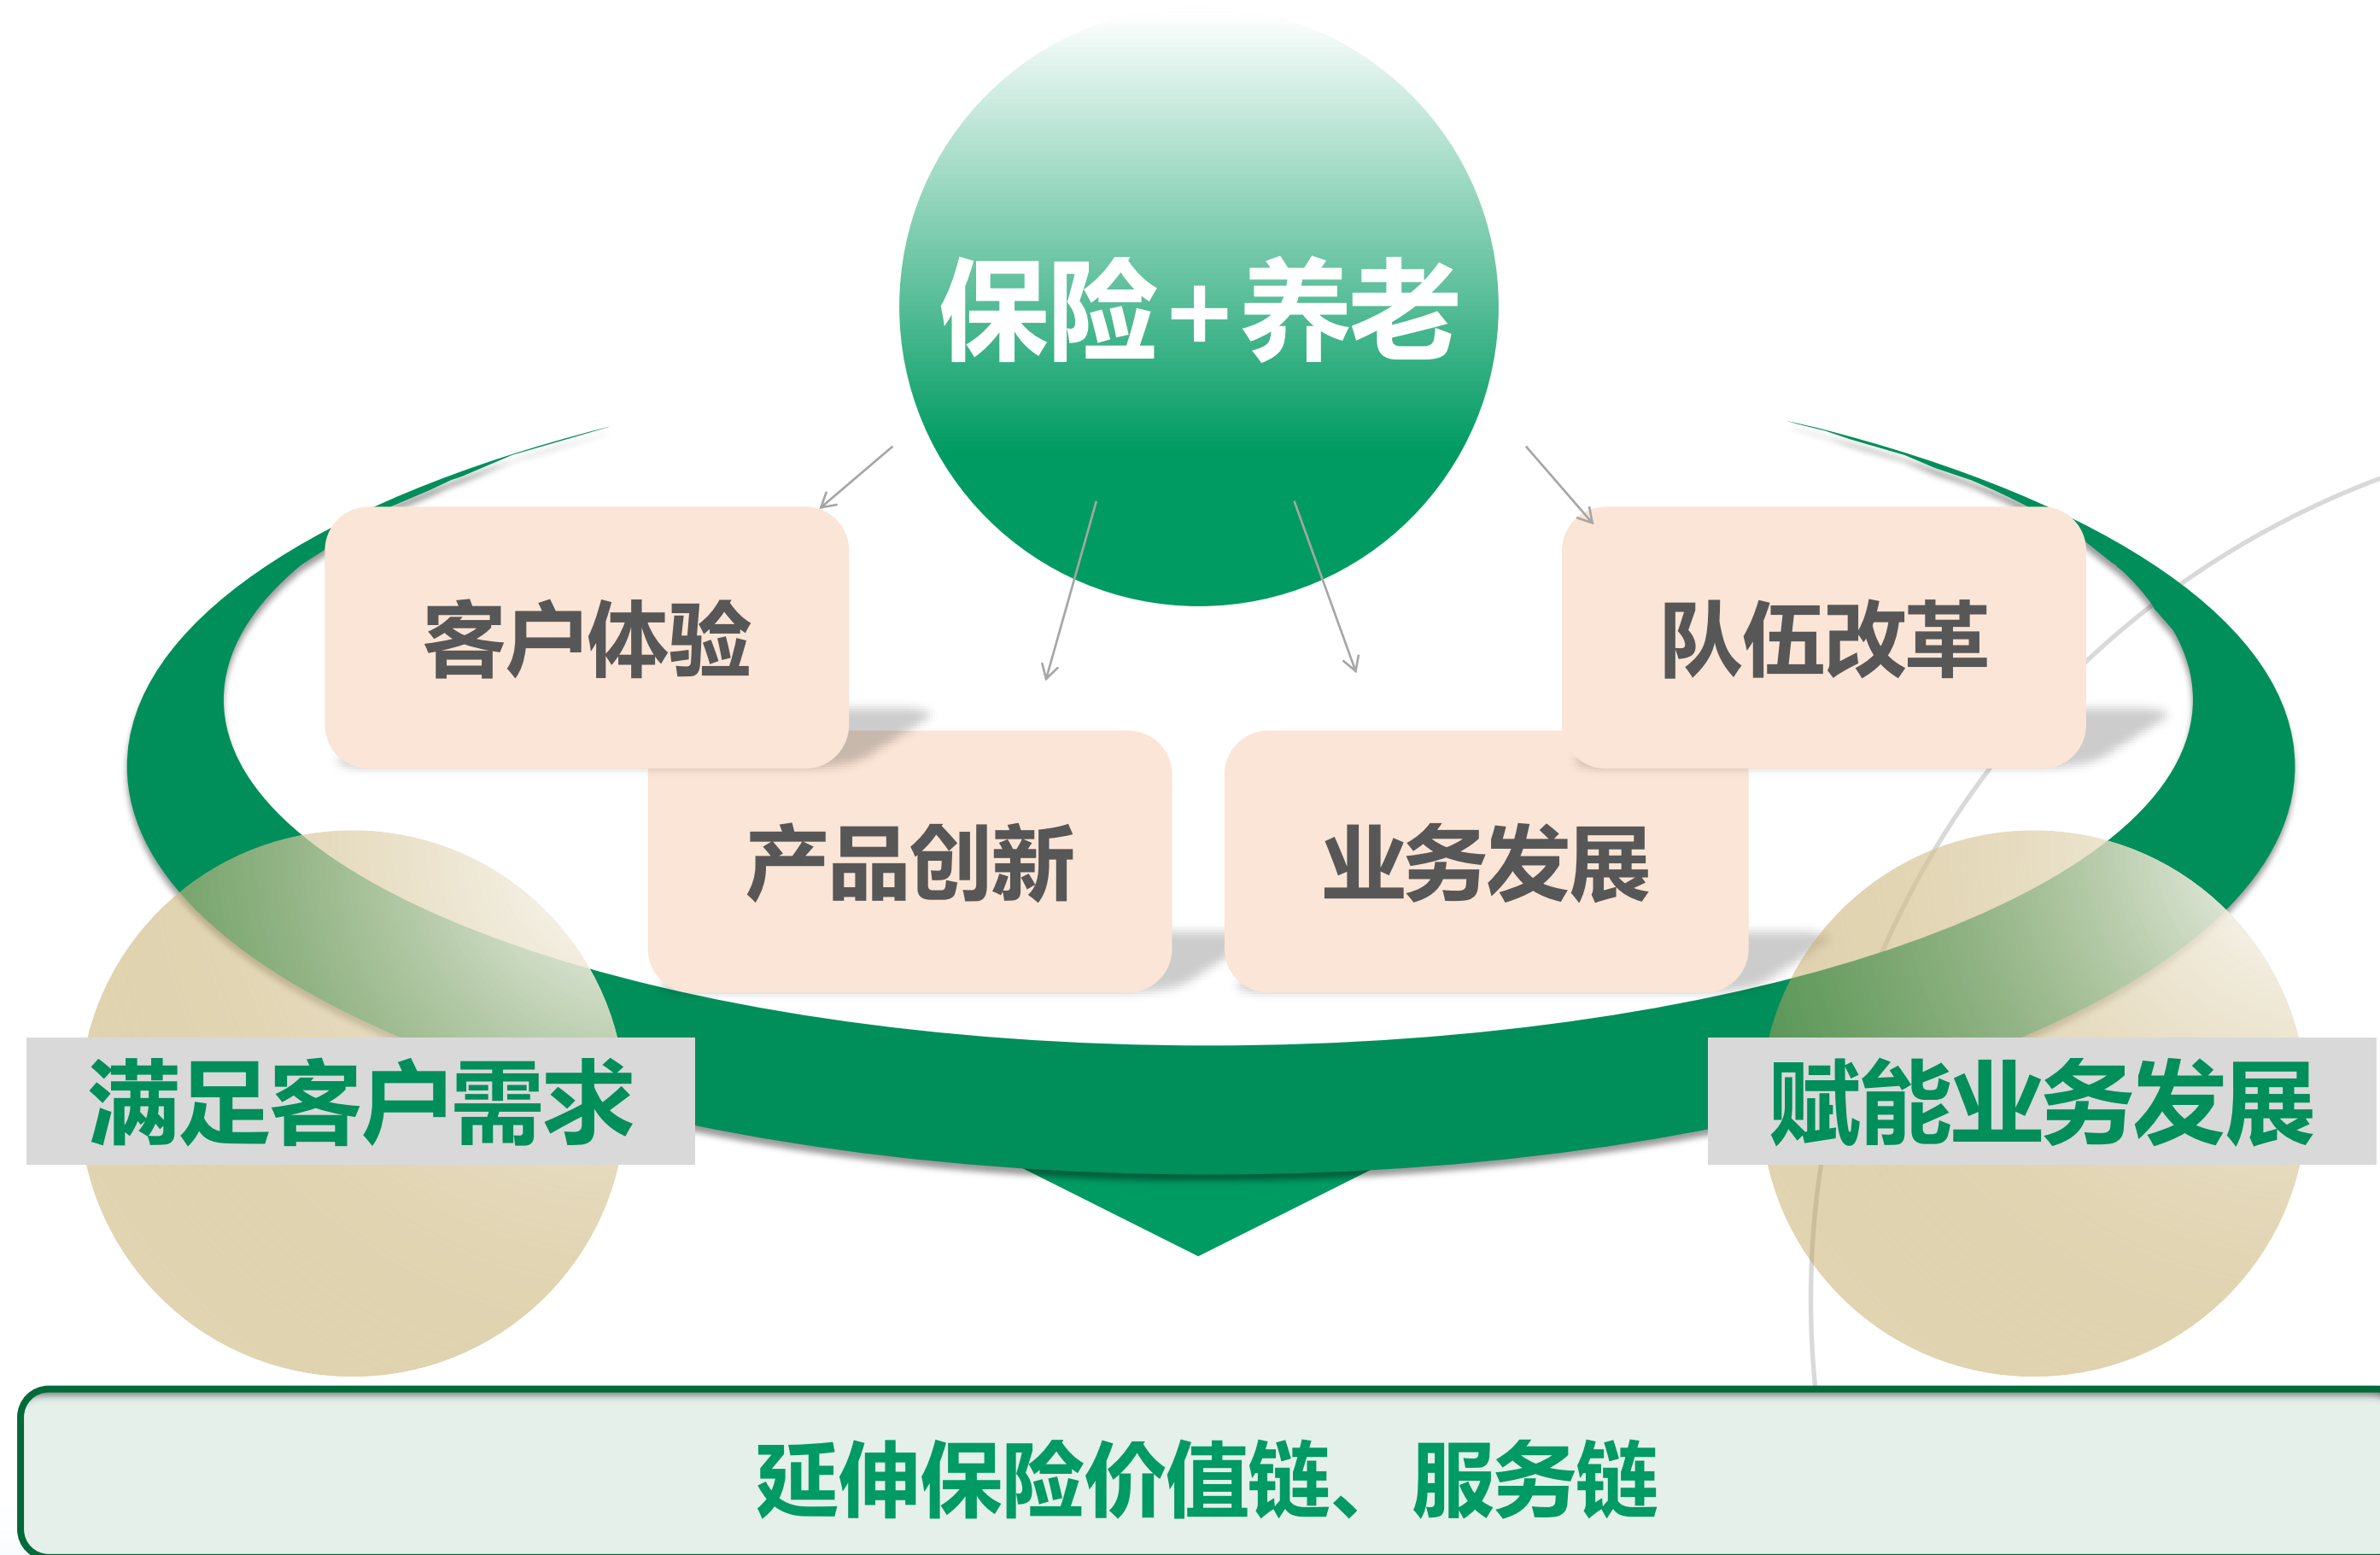 保险+养老
客户体验
队伍改革
产品创新
业务发展
满足客户需求
赋能业务发展
延伸保险价值链、 服务链